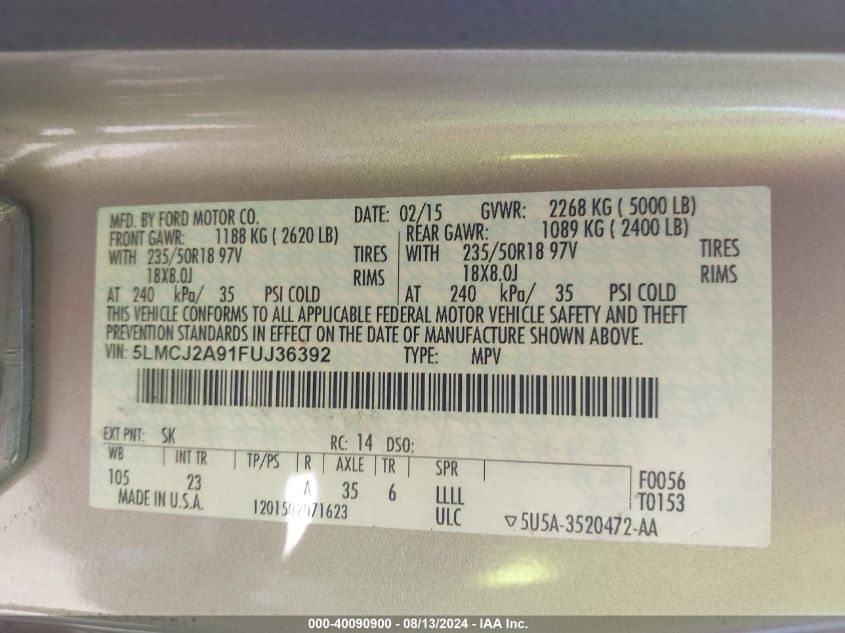 MFD. BY FORD MOTOR CO. DATE: 02/15 GVWR: 2268 KG ( 5000 LB)
FRONT GAWR: 1188 KG ( 2620 LB) REAR GAWR: 1089 KG ( 2400 LB)
WITH 235/50R18 97V TIRES WITH 235/50R18 97V TIRES
18X8.0J RIMS 18X8.0J RIMS
AT 240 kPa/ 35 PSI COLD AT 240 kPa/ 35 PSI COLD
THIS VEHICLE CONFORMS TO ALL APPLICABLE FEDERAL MOTOR VEHICLE SAFETY AND THEFT
PREVENTION STANDARDS IN EFFECT ON THE DATE OF MANUFACTURE SHOWN ABOVE.
VIN: 5LMCJ2A91FUJ36392 TYPE: MPV
EXT PNT: SK RC: 14 DSO:
WB INT TR TP/PS R AXLE TR SPR F0056
105 23 A 35 6 LLLL T0153
MADE IN U.S.A. 1201502071623 ULC ▽5U5A-3520472-AA
000-40090900 - 08/13/2024 - IAA Inc.